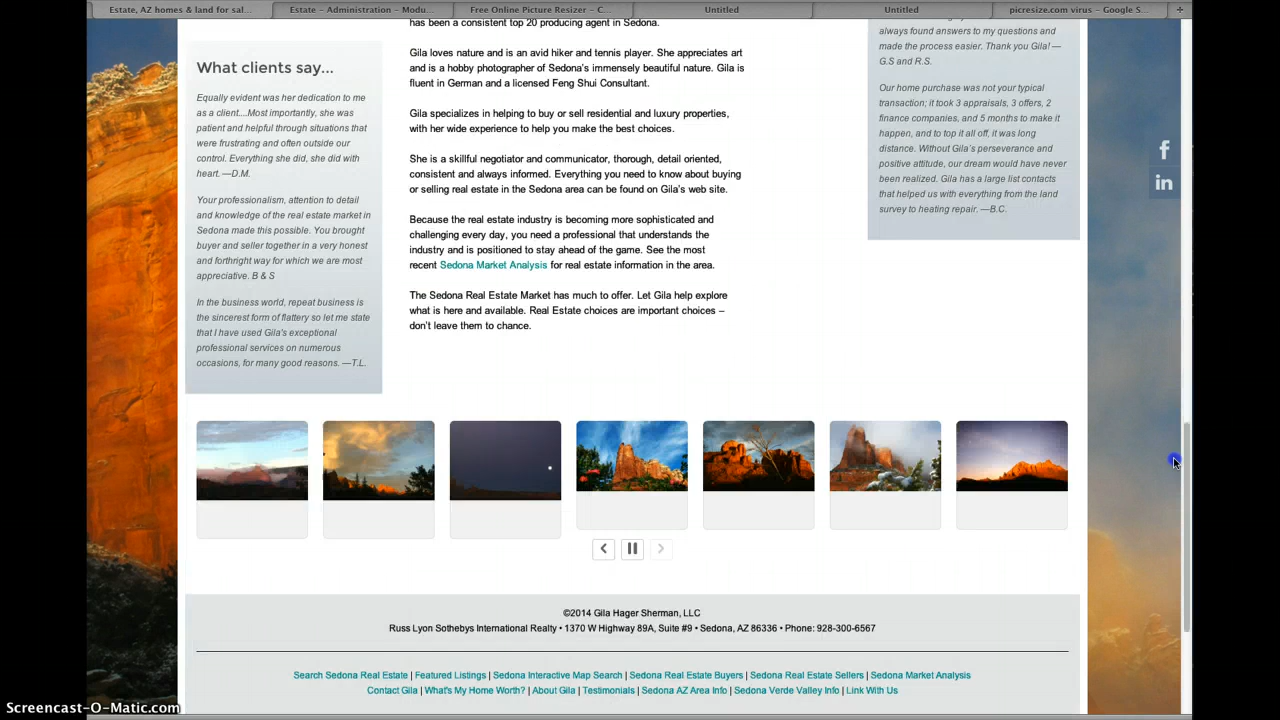 Estate, AZ homes & land for sal...
Estate – Administration – Modu...
Free Online Picture Resizer – C...
Untitled
Untitled
picresize.com virus – Google S...
+
What clients say...
Equally evident was her dedication to me
as a client....Most importantly, she was
patient and helpful through situations that
were frustrating and often outside our
control. Everything she did, she did with
heart. —D.M.
Your professionalism, attention to detail
and knowledge of the real estate market in
Sedona made this possible. You brought
buyer and seller together in a very honest
and forthright way for which we are most
appreciative. B & S
In the business world, repeat business is
the sincerest form of flattery so let me state
that I have used Gila's exceptional
professional services on numerous
occasions, for many good reasons. —T.L.
has been a consistent top 20 producing agent in Sedona.
Gila loves nature and is an avid hiker and tennis player. She appreciates art
and is a hobby photographer of Sedona's immensely beautiful nature. Gila is
fluent in German and a licensed Feng Shui Consultant.
Gila specializes in helping to buy or sell residential and luxury properties,
with her wide experience to help you make the best choices.
She is a skillful negotiator and communicator, thorough, detail oriented,
consistent and always informed. Everything you need to know about buying
or selling real estate in the Sedona area can be found on Gila's web site.
Because the real estate industry is becoming more sophisticated and
challenging every day, you need a professional that understands the
industry and is positioned to stay ahead of the game. See the most
recent Sedona Market Analysis for real estate information in the area.
The Sedona Real Estate Market has much to offer. Let Gila help explore
what is here and available. Real Estate choices are important choices –
don't leave them to chance.
always found answers to my questions and
made the process easier. Thank you Gila! —
G.S and R.S.
Our home purchase was not your typical
transaction; it took 3 appraisals, 3 offers, 2
finance companies, and 5 months to make it
happen, and to top it all off, it was long
distance. Without Gila's perseverance and
positive attitude, our dream would have never
been realized. Gila has a large list contacts
that helped us with everything from the land
survey to heating repair. —B.C.
f
in
©2014 Gila Hager Sherman, LLC
Russ Lyon Sothebys International Realty • 1370 W Highway 89A, Suite #9 • Sedona, AZ 86336 • Phone: 928-300-6567
Search Sedona Real Estate | Featured Listings | Sedona Interactive Map Search | Sedona Real Estate Buyers | Sedona Real Estate Sellers | Sedona Market Analysis
Contact Gila | What's My Home Worth? | About Gila | Testimonials | Sedona AZ Area Info | Sedona Verde Valley Info | Link With Us
Screencast-O-Matic.com